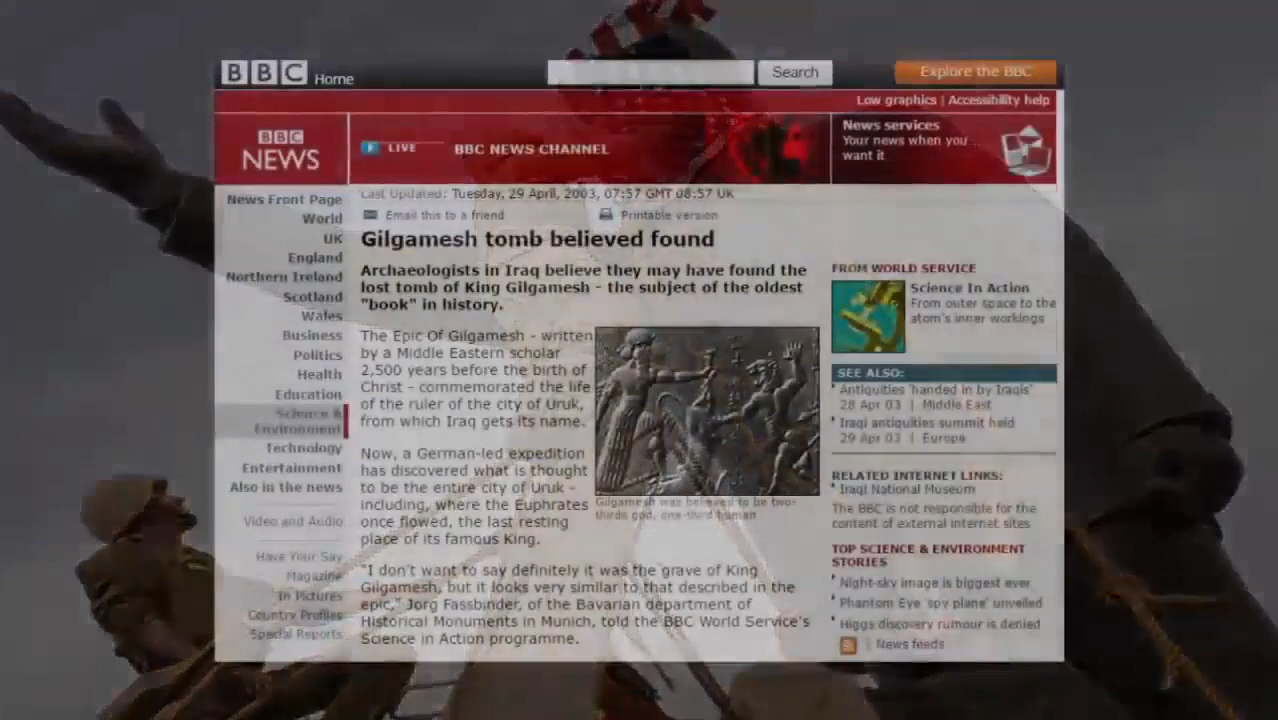 BBC Home
Search
Explore the BBC
Low graphics | Accessibility help
BBC
NEWS
LIVE BBC NEWS CHANNEL
News services
Your news when you
want it
News Front Page
World
UK
England
Northern Ireland
Scotland
Wales
Business
Politics
Health
Education
Science &
Environment
Technology
Entertainment
Also in the news
Video and Audio
Have Your Say
Magazine
In Pictures
Country Profiles
Special Reports
Last Updated: Tuesday, 29 April, 2003, 07:57 GMT 08:57 UK
Email this to a friend
Printable version
Gilgamesh tomb believed found
Archaeologists in Iraq believe they may have found the
lost tomb of King Gilgamesh - the subject of the oldest
"book" in history.
The Epic Of Gilgamesh - written
by a Middle Eastern scholar
2,500 years before the birth of
Christ - commemorated the life
of the ruler of the city of Uruk,
from which Iraq gets its name.
Now, a German-led expedition
has discovered what is thought
to be the entire city of Uruk -
including, where the Euphrates
once flowed, the last resting
place of its famous King.
Gilgamesh was believed to be two-
thirds god, one-third human
"I don't want to say definitely it was the grave of King
Gilgamesh, but it looks very similar to that described in the
epic," Jorg Fassbinder, of the Bavarian department of
Historical Monuments in Munich, told the BBC World Service's
Science in Action programme.
FROM WORLD SERVICE
Science In Action
From outer space to the
atom's inner workings
SEE ALSO:
Antiquities 'handed in by Iraqis'
28 Apr 03 | Middle East
Iraqi antiquities summit held
29 Apr 03 | Europe
RELATED INTERNET LINKS:
Iraqi National Museum
The BBC is not responsible for the
content of external internet sites
TOP SCIENCE & ENVIRONMENT
STORIES
Night-sky image is biggest ever
Phantom Eye 'spy plane' unveiled
Higgs discovery rumour is denied
| News feeds